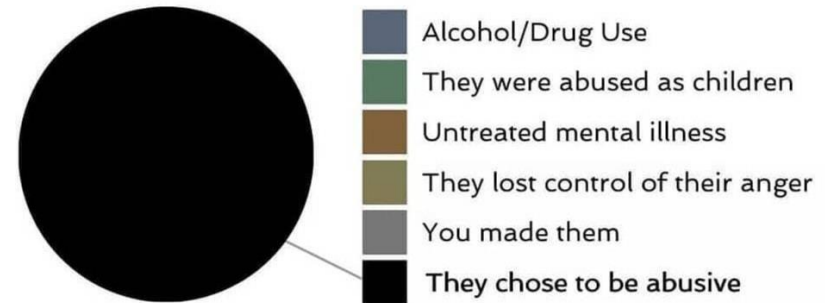 Alcohol/Drug Use
They were abused as children
Untreated mental illness
They lost control of their anger
You made them
They chose to be abusive